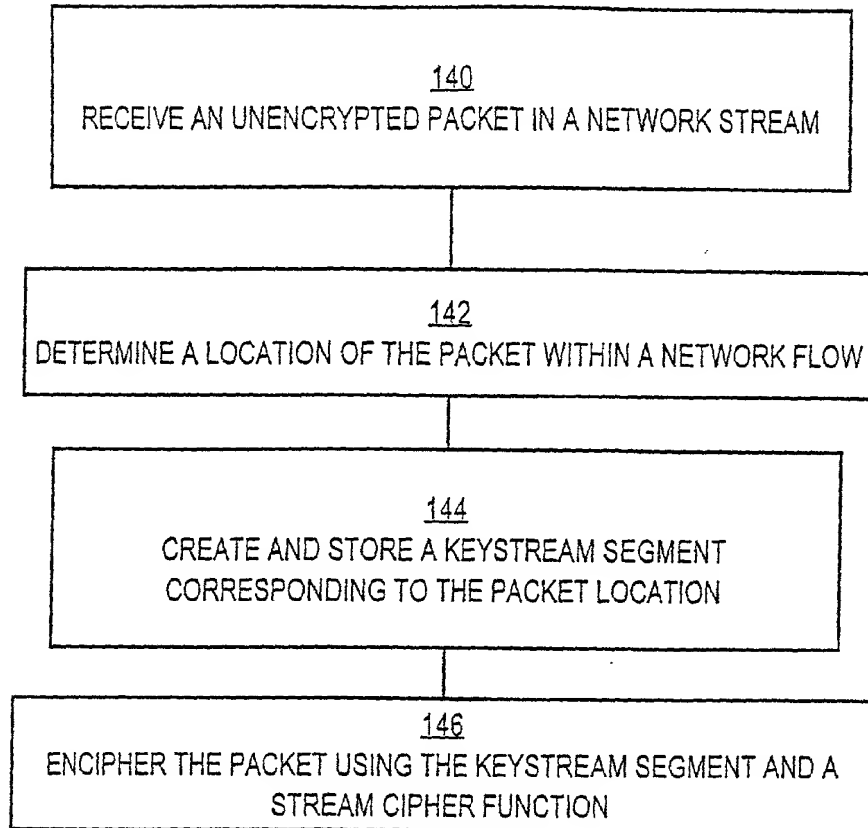 140
RECEIVE AN UNENCRYPTED PACKET IN A NETWORK STREAM
142
DETERMINE A LOCATION OF THE PACKET WITHIN A NETWORK FLOW
144
CREATE AND STORE A KEYSTREAM SEGMENT
CORRESPONDING TO THE PACKET LOCATION
146
ENCIPHER THE PACKET USING THE KEYSTREAM SEGMENT AND A
STREAM CIPHER FUNCTION